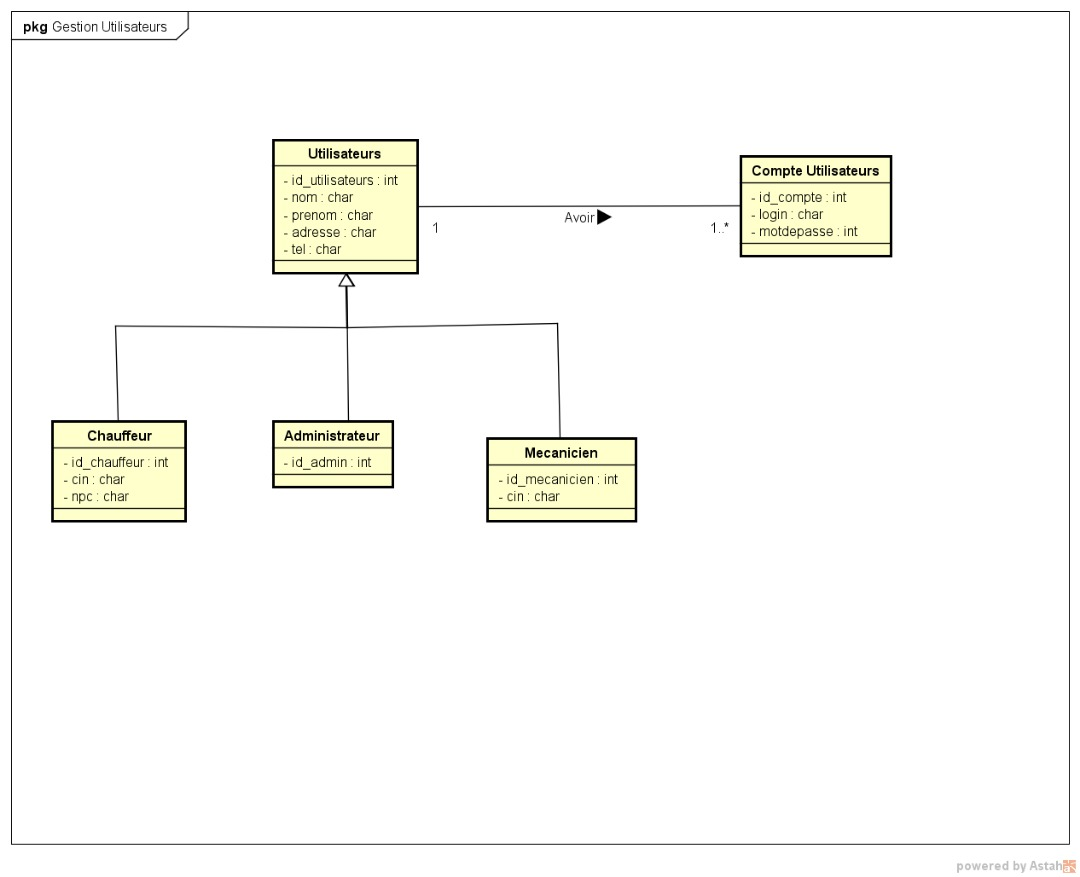 pkg Gestion Utilisateurs
Utilisateurs
- id_utilisateurs : int
- nom : char
- prenom : char
- adresse : char
- tel : char
Compte Utilisateurs
- id_compte : int
- login : char
- motdepasse : int
Avoir
1
1..*
Chauffeur
- id_chauffeur : int
- cin : char
- npc : char
Administrateur
- id_admin : int
Mecanicien
- id_mecanicien : int
- cin : char
powered by Astah